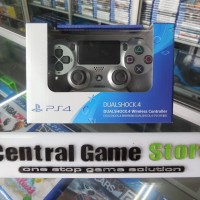 PS4
DUALSHOCK 4
DUALSHOCK 4 Wireless Controller
Central Game Store
one stop game solution